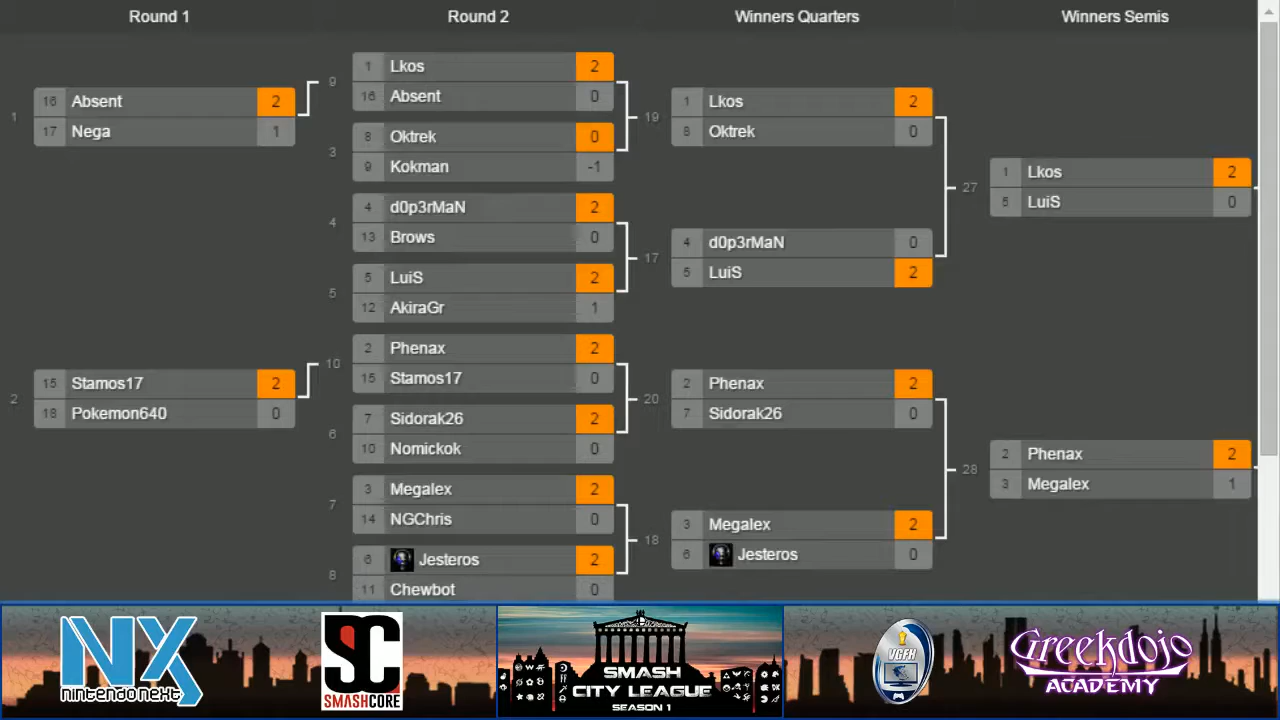 Round 1
Round 2
Winners Quarters
Winners Semis
1
16 Absent 2
17 Nega 1
2
15 Stamos17 2
18 Pokemon640 0
9
1 Lkos 2
16 Absent 0
3
8 Oktrek 0
9 Kokman -1
4
4 d0p3rMaN 2
13 Brows 0
5
5 LuiS 2
12 AkiraGr 1
10
2 Phenax 2
15 Stamos17 0
6
7 Sidorak26 2
10 Nomickok 0
7
3 Megalex 2
14 NGChris 0
8
6 Jesteros 2
11 Chewbot 0
19
1 Lkos 2
8 Oktrek 0
17
4 d0p3rMaN 0
5 LuiS 2
20
2 Phenax 2
7 Sidorak26 0
18
3 Megalex 2
6 Jesteros 0
27
1 Lkos 2
5 LuiS 0
28
2 Phenax 2
3 Megalex 1
NX
nintendonext
SC
SMASHCORE
SMASH
CITY LEAGUE
SEASON 1
VGFH
Greekdojo
ACADEMY